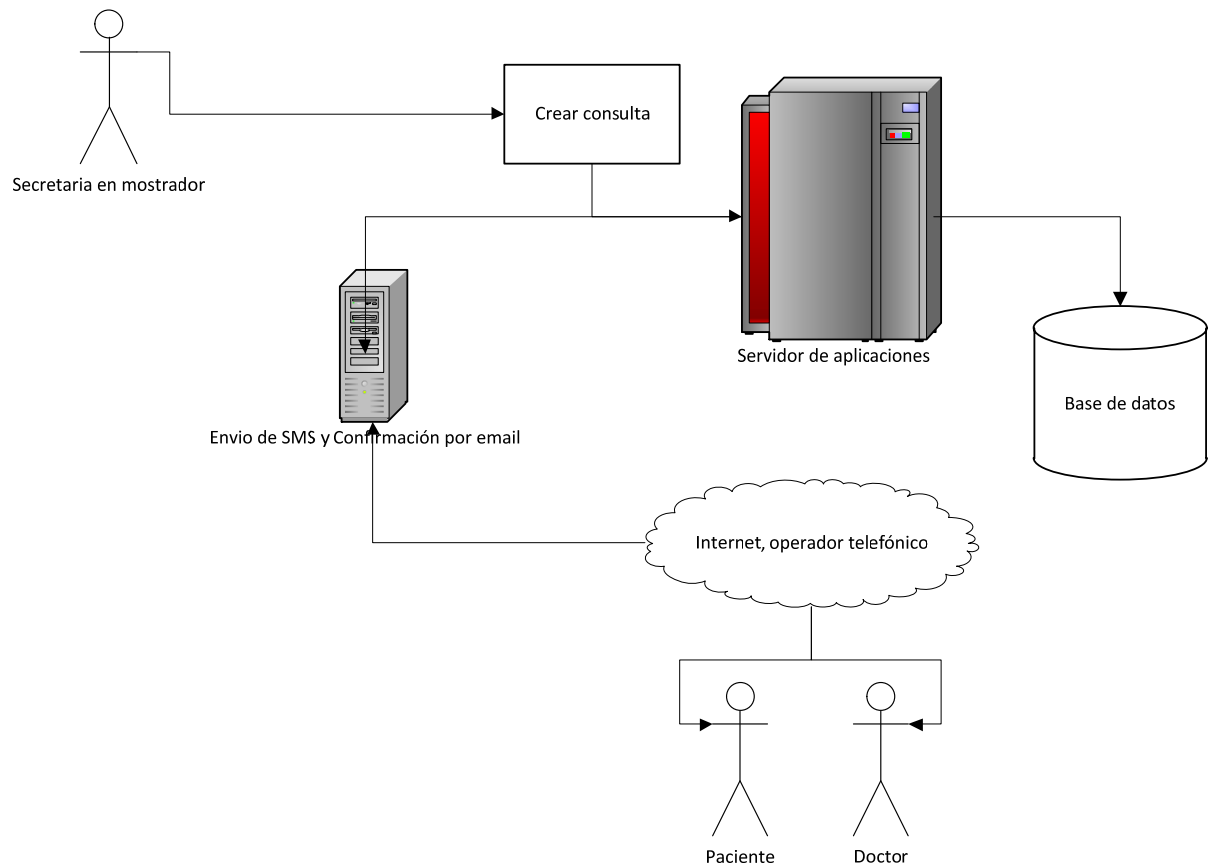 Crear consulta
Secretaria en mostrador
Servidor de aplicaciones
Base de datos
Envio de SMS y Confirmación por email
Internet, operador telefónico
Paciente
Doctor